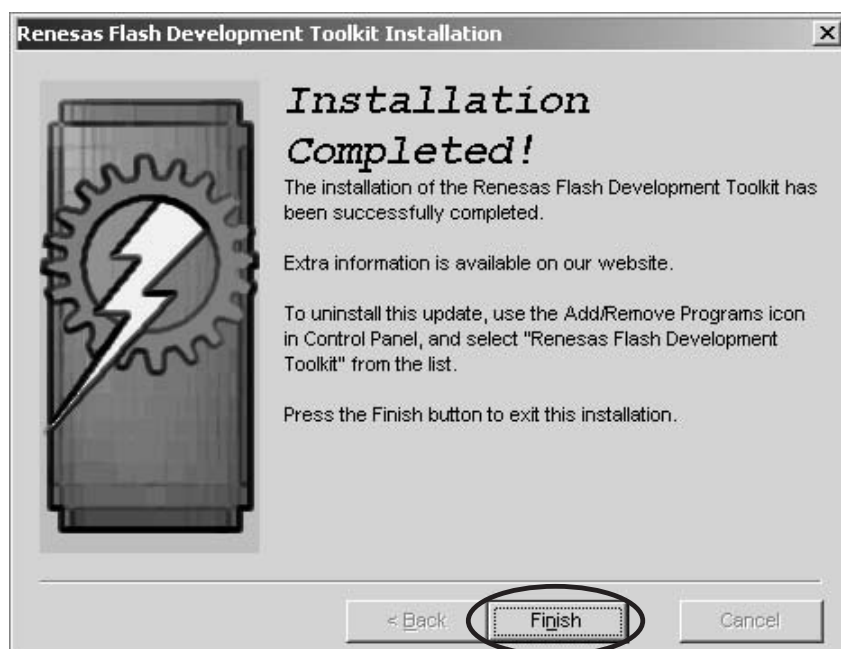 Renesas Flash Development Toolkit Installation
Installation
Completed!
The installation of the Renesas Flash Development Toolkit has
been successfully completed.
Extra information is available on our website.
To uninstall this update, use the Add/Remove Programs icon
in Control Panel, and select "Renesas Flash Development
Toolkit" from the list.
Press the Finish button to exit this installation.
< Back
Finish
Cancel